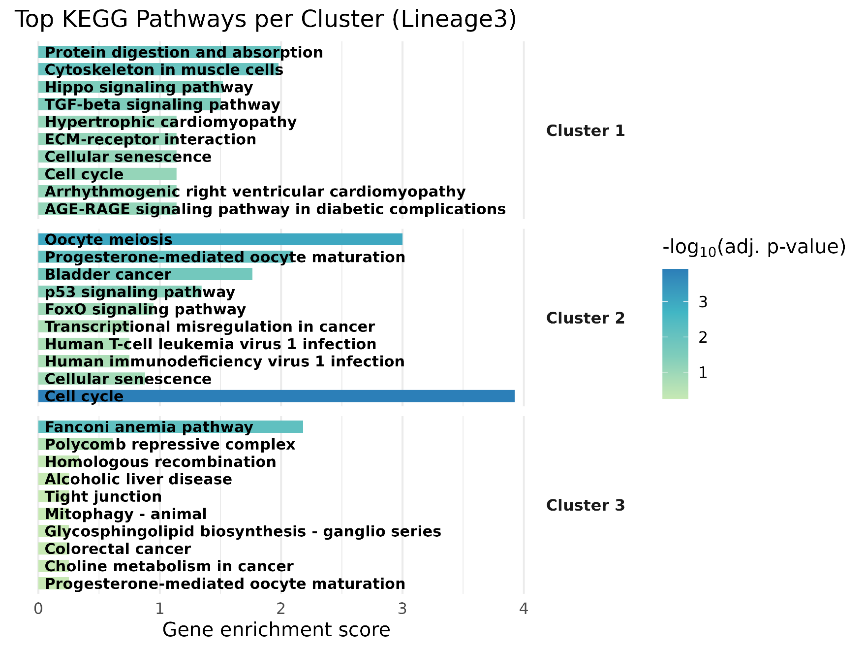 Top KEGG Pathways per Cluster (Lineage3)
Protein digestion and absorption
Cytoskeleton in muscle cells
Hippo signaling pathway
TGF-beta signaling pathway
Hypertrophic cardiomyopathy
ECM-receptor interaction
Cellular senescence
Cell cycle
Arrhythmogenic right ventricular cardiomyopathy
AGE-RAGE signaling pathway in diabetic complications
Cluster 1
Oocyte meiosis
Progesterone-mediated oocyte maturation
Bladder cancer
p53 signaling pathway
FoxO signaling pathway
Transcriptional misregulation in cancer
Human T-cell leukemia virus 1 infection
Human immunodeficiency virus 1 infection
Cellular senescence
Cell cycle
Cluster 2
Fanconi anemia pathway
Polycomb repressive complex
Homologous recombination
Alcoholic liver disease
Tight junction
Mitophagy - animal
Glycosphingolipid biosynthesis - ganglio series
Colorectal cancer
Choline metabolism in cancer
Progesterone-mediated oocyte maturation
Cluster 3
0 1 2 3 4
Gene enrichment score
-log10(adj. p-value)
3
2
1